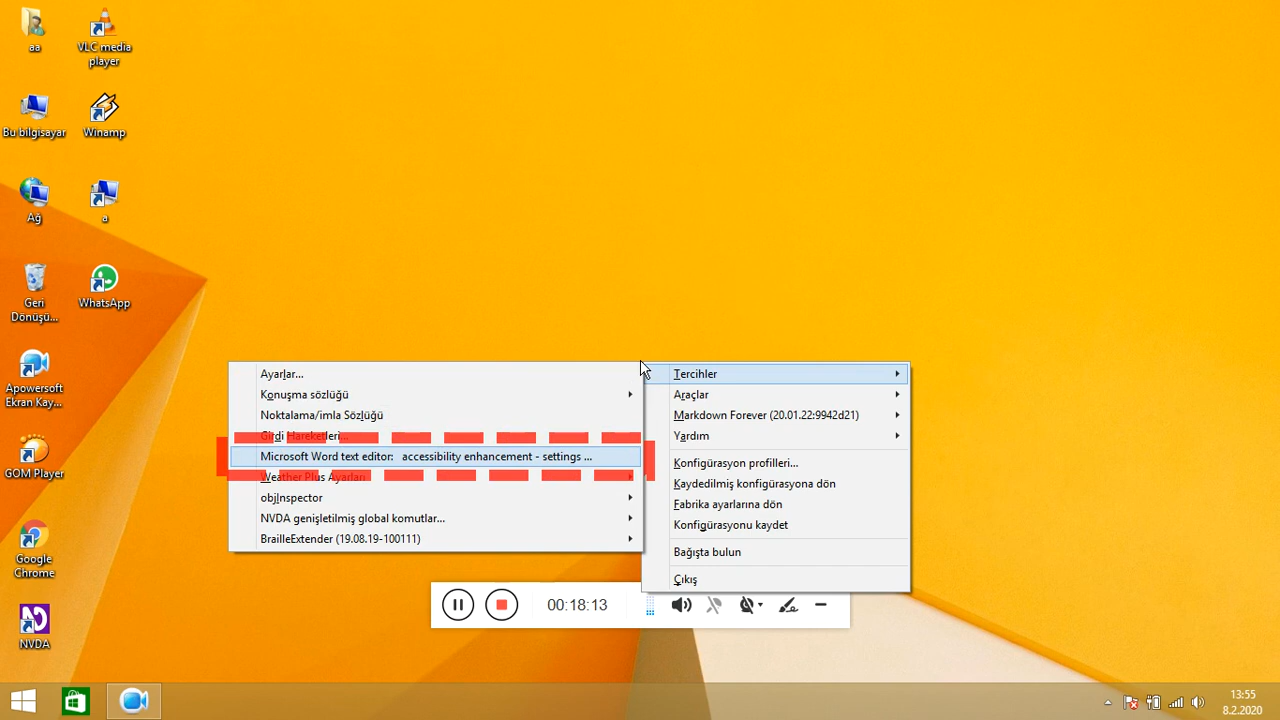 aa
VLC media
player
Bu bilgisayar
Winamp
Ağ
a
Geri
Dönüşü...
WhatsApp
Apowersoft
Ekran Kay...
GOM Player
Google
Chrome
NVDA
Ayarlar...
Konuşma sözlüğü
Noktalama/imla Sözlüğü
Girdi Hareketleri...
Microsoft Word text editor: accessibility enhancement - settings ...
Weather Plus Ayarları
objInspector
NVDA genişletilmiş global komutlar...
BrailleExtender (19.08.19-100111)
Tercihler
Araçlar
Markdown Forever (20.01.22:9942d21)
Yardım
Konfigürasyon profilleri...
Kaydedilmiş konfigürasyona dön
Fabrika ayarlarına dön
Konfigürasyonu kaydet
Bağışta bulun
Çıkış
00:18:13
13:55
8.2.2020